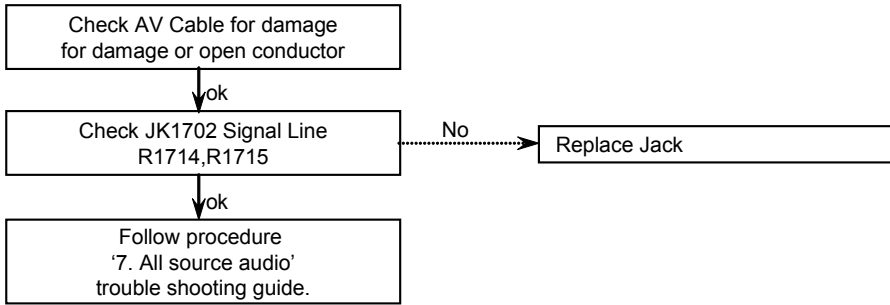 Check AV Cable for damage
for damage or open conductor
ok
Check JK1702 Signal Line
R1714,R1715
No
Replace Jack
ok
Follow procedure
‘7. All source audio’
trouble shooting guide.